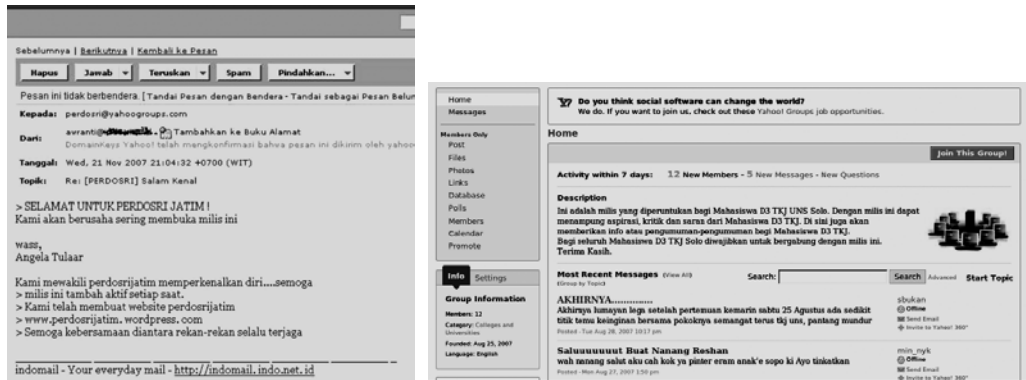 Sebelumnya | Berikutnya | Kembali ke Pesan
Hapus Jawab Teruskan Spam Pindahkan...
Pesan ini tidak berbendera. [ Tandai Pesan dengan Bendera - Tandai sebagai Pesan Belum
Kepada: perdosri@yahoogroups.com
Dari: avranti@ Tambahkan ke Buku Alamat
DomainKeys Yahoo! telah mengkonfirmasi bahwa pesan ini dikirim oleh yahoo
Tanggal: Wed, 21 Nov 2007 21:04:32 +0700 (WIT)
Topik: Re: [PERDOSRI] Salam Kenal
> SELAMAT UNTUK PERDOSRI JATIM !
Kami akan berusaha sering membuka milis ini
wass,
Angela Tulaar
Kami mewakili perdosrijatim memperkenalkan diri....semoga
> milis ini tambah aktif setiap saat.
> Kami telah membuat website perdosrijatim
> www.perdosrijatim. wordpress. com
> Semoga kebersamaan diantara rekan-rekan selalu terjaga
indomail - Your everyday mail - http://indomail. indo.net. id
Home
Messages
Members Only
Post
Files
Photos
Links
Database
Polls
Members
Calendar
Promote
Info Settings
Group Information
Members: 12
Category: Colleges and
Universities
Founded: Aug 25, 2007
Language: English
Y? Do you think social software can change the world?
We do. If you want to join us, check out these Yahoo! Groups job opportunities.
Home
Join This Group!
Activity within 7 days: 12 New Members - 5 New Messages - New Questions
Description
Ini adalah milis yang diperuntukan bagi Mahasiswa D3 TKJ UNS Solo. Dengan milis ini dapat
menampung aspirasi, kritik dan saran dari Mahasiswa D3 TKJ. Di sini juga akan
memberikan info atau pengumuman-pengumuman bagi Mahasiswa D3 TKJ.
Bagi seluruh Mahasiswa D3 TKJ Solo diwajibkan untuk bergabung dengan milis ini.
Terima Kasih.
Most Recent Messages (View All)
(Group by Topic)
Search: Search Advanced Start Topic
AKHIRNYA.............
Akhirnya lumayan lega setelah pertemuan kemarin sabtu 25 Agustus ada sedikit
titik temu keinginan bersama pokoknya semangat terus tkj uns, pantang mundur
Posted - Tue Aug 28, 2007 10:17 pm
sbukan
Offline
Send Email
Invite to Yahoo! 360°
Saluauuuuut Buat Nanang Roshan
wah nanang salut aku cah kok ya pinter eram anak'e sopo ki Ayo tinkatkan
Posted - Mon Aug 27, 2007 1:50 pm
min_nyk
Offline
Send Email
Invite to Yahoo! 360°